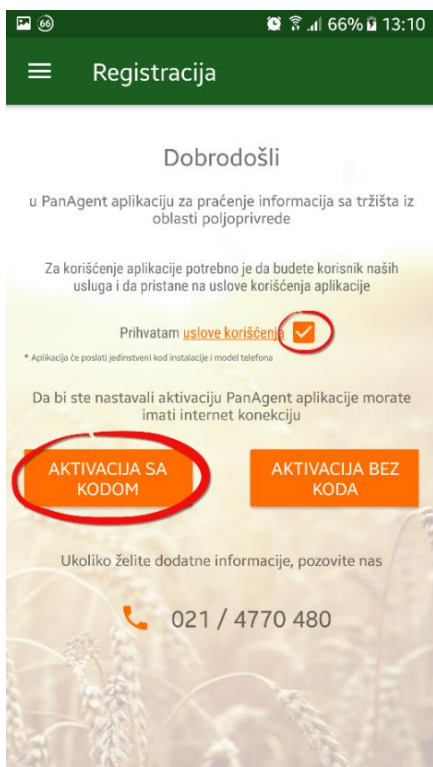 66 66% 13:10
Registracija
Dobrodošli
u PanAgent aplikaciju za praćenje informacija sa tržišta iz
oblasti poljoprivrede
Za korišćenje aplikacije potrebno je da budete korisnik naših
usluga i da pristane na uslove korišćenja aplikacije
Prihvatam uslove korišćenja
* Aplikacija će poslati jedinstveni kod instalacije i model telefona
Da bi ste nastavali aktivaciju PanAgent aplikacije morate
imati internet konekciju
AKTIVACIJA SA
KODOM
AKTIVACIJA BEZ
KODA
Ukoliko želite dodatne informacije, pozovite nas
021 / 4770 480